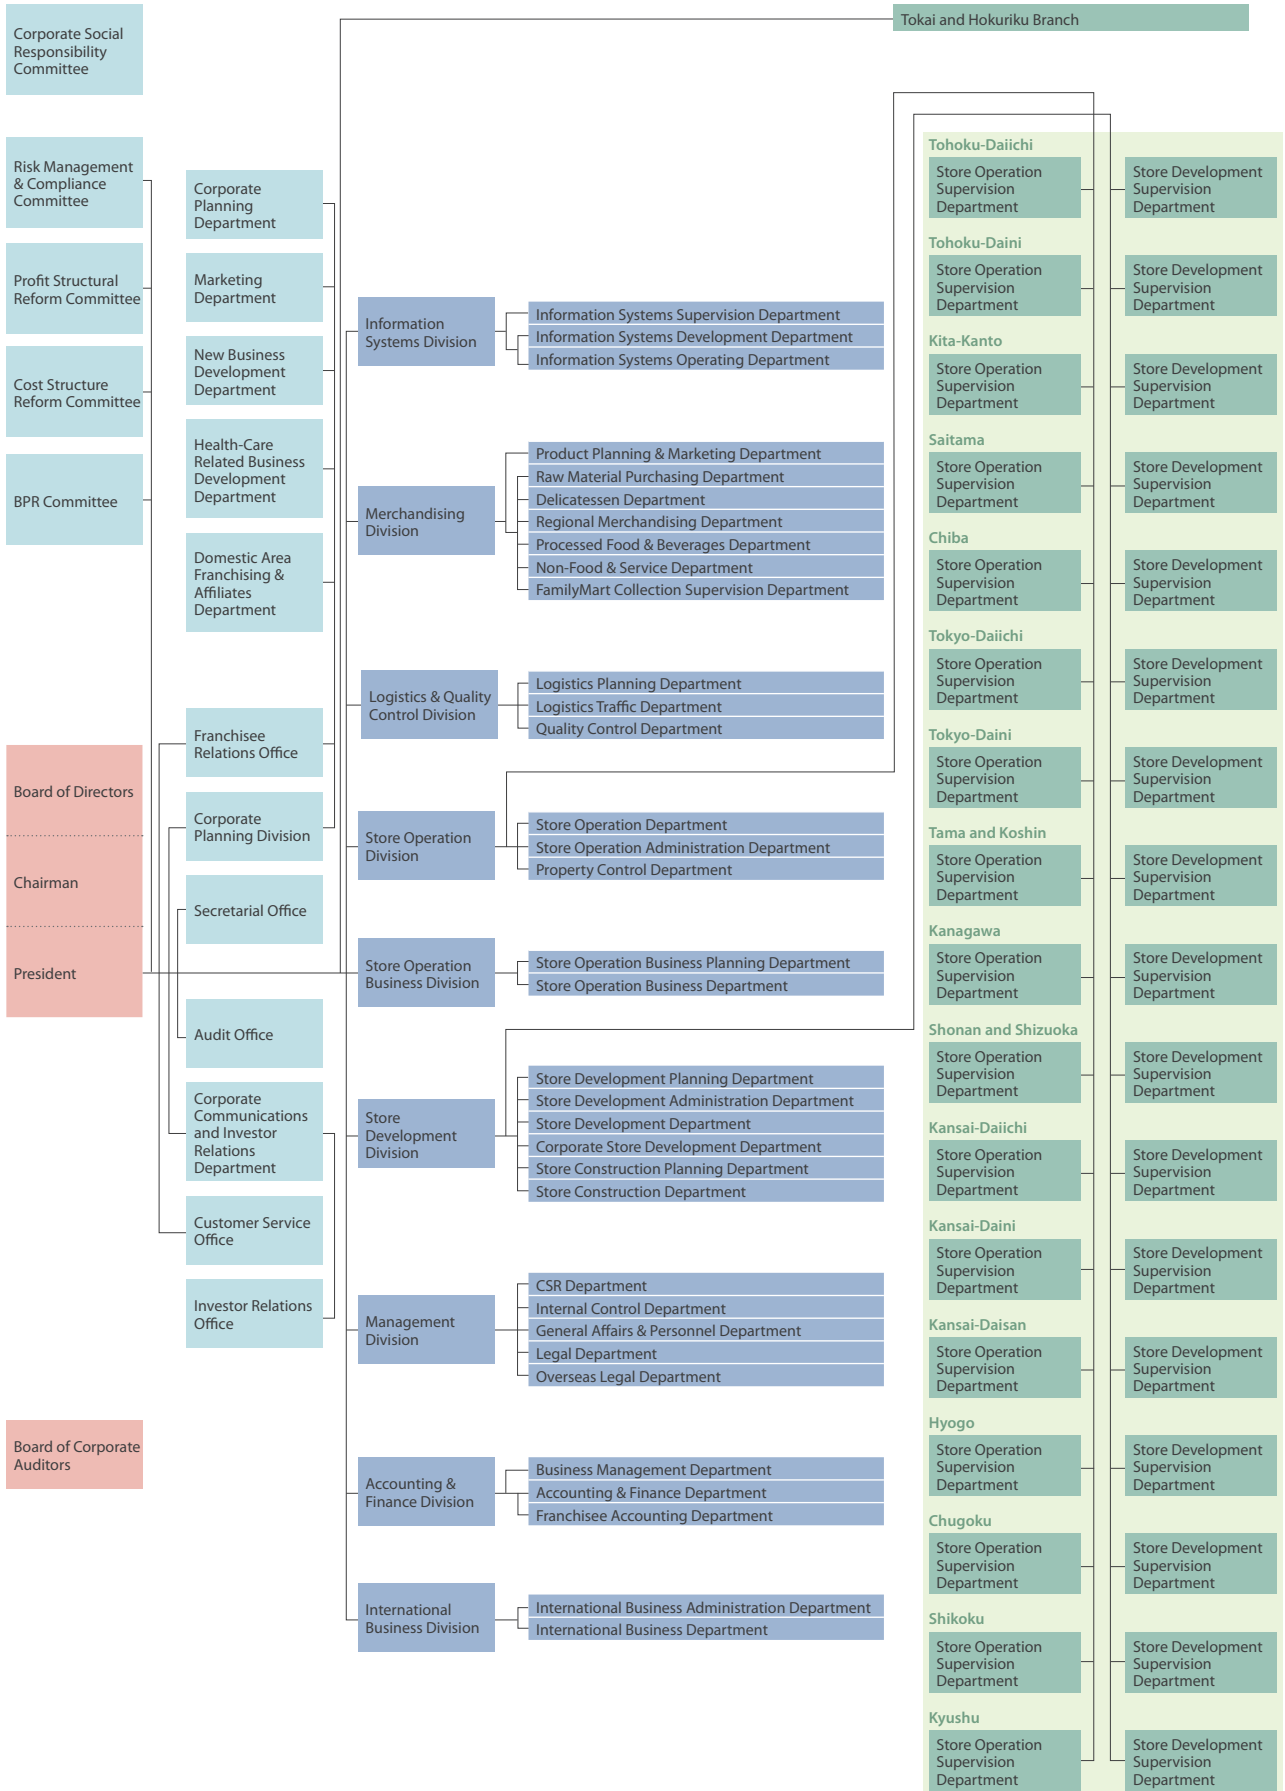 Corporate Social
Responsibility
Committee
Risk Management
& Compliance
Committee
Profit Structural
Reform Committee
Cost Structure
Reform Committee
BPR Committee
Board of Directors
Chairman
President
Board of Corporate
Auditors
Corporate
Planning
Department
Marketing
Department
New Business
Development
Department
Health-Care
Related Business
Development
Department
Domestic Area
Franchising &
Affiliates
Department
Franchisee
Relations Office
Corporate
Planning Division
Secretarial Office
Audit Office
Corporate
Communications
and Investor
Relations
Department
Customer Service
Office
Investor Relations
Office
Information
Systems Division
Information Systems Supervision Department
Information Systems Development Department
Information Systems Operating Department
Merchandising
Division
Product Planning & Marketing Department
Raw Material Purchasing Department
Delicatessen Department
Regional Merchandising Department
Processed Food & Beverages Department
Non-Food & Service Department
FamilyMart Collection Supervision Department
Logistics & Quality
Control Division
Logistics Planning Department
Logistics Traffic Department
Quality Control Department
Store Operation
Division
Store Operation Department
Store Operation Administration Department
Property Control Department
Store Operation
Business Division
Store Operation Business Planning Department
Store Operation Business Department
Store
Development
Division
Store Development Planning Department
Store Development Administration Department
Store Development Department
Corporate Store Development Department
Store Construction Planning Department
Store Construction Department
Management
Division
CSR Department
Internal Control Department
General Affairs & Personnel Department
Legal Department
Overseas Legal Department
Accounting &
Finance Division
Business Management Department
Accounting & Finance Department
Franchisee Accounting Department
International
Business Division
International Business Administration Department
International Business Department
Tokai and Hokuriku Branch
Tohoku-Daiichi
Store Operation
Supervision
Department
Store Development
Supervision
Department
Tohoku-Daini
Store Operation
Supervision
Department
Store Development
Supervision
Department
Kita-Kanto
Store Operation
Supervision
Department
Store Development
Supervision
Department
Saitama
Store Operation
Supervision
Department
Store Development
Supervision
Department
Chiba
Store Operation
Supervision
Department
Store Development
Supervision
Department
Tokyo-Daiichi
Store Operation
Supervision
Department
Store Development
Supervision
Department
Tokyo-Daini
Store Operation
Supervision
Department
Store Development
Supervision
Department
Tama and Koshin
Store Operation
Supervision
Department
Store Development
Supervision
Department
Kanagawa
Store Operation
Supervision
Department
Store Development
Supervision
Department
Shonan and Shizuoka
Store Operation
Supervision
Department
Store Development
Supervision
Department
Kansai-Daiichi
Store Operation
Supervision
Department
Store Development
Supervision
Department
Kansai-Daini
Store Operation
Supervision
Department
Store Development
Supervision
Department
Kansai-Daisan
Store Operation
Supervision
Department
Store Development
Supervision
Department
Hyogo
Store Operation
Supervision
Department
Store Development
Supervision
Department
Chugoku
Store Operation
Supervision
Department
Store Development
Supervision
Department
Shikoku
Store Operation
Supervision
Department
Store Development
Supervision
Department
Kyushu
Store Operation
Supervision
Department
Store Development
Supervision
Department